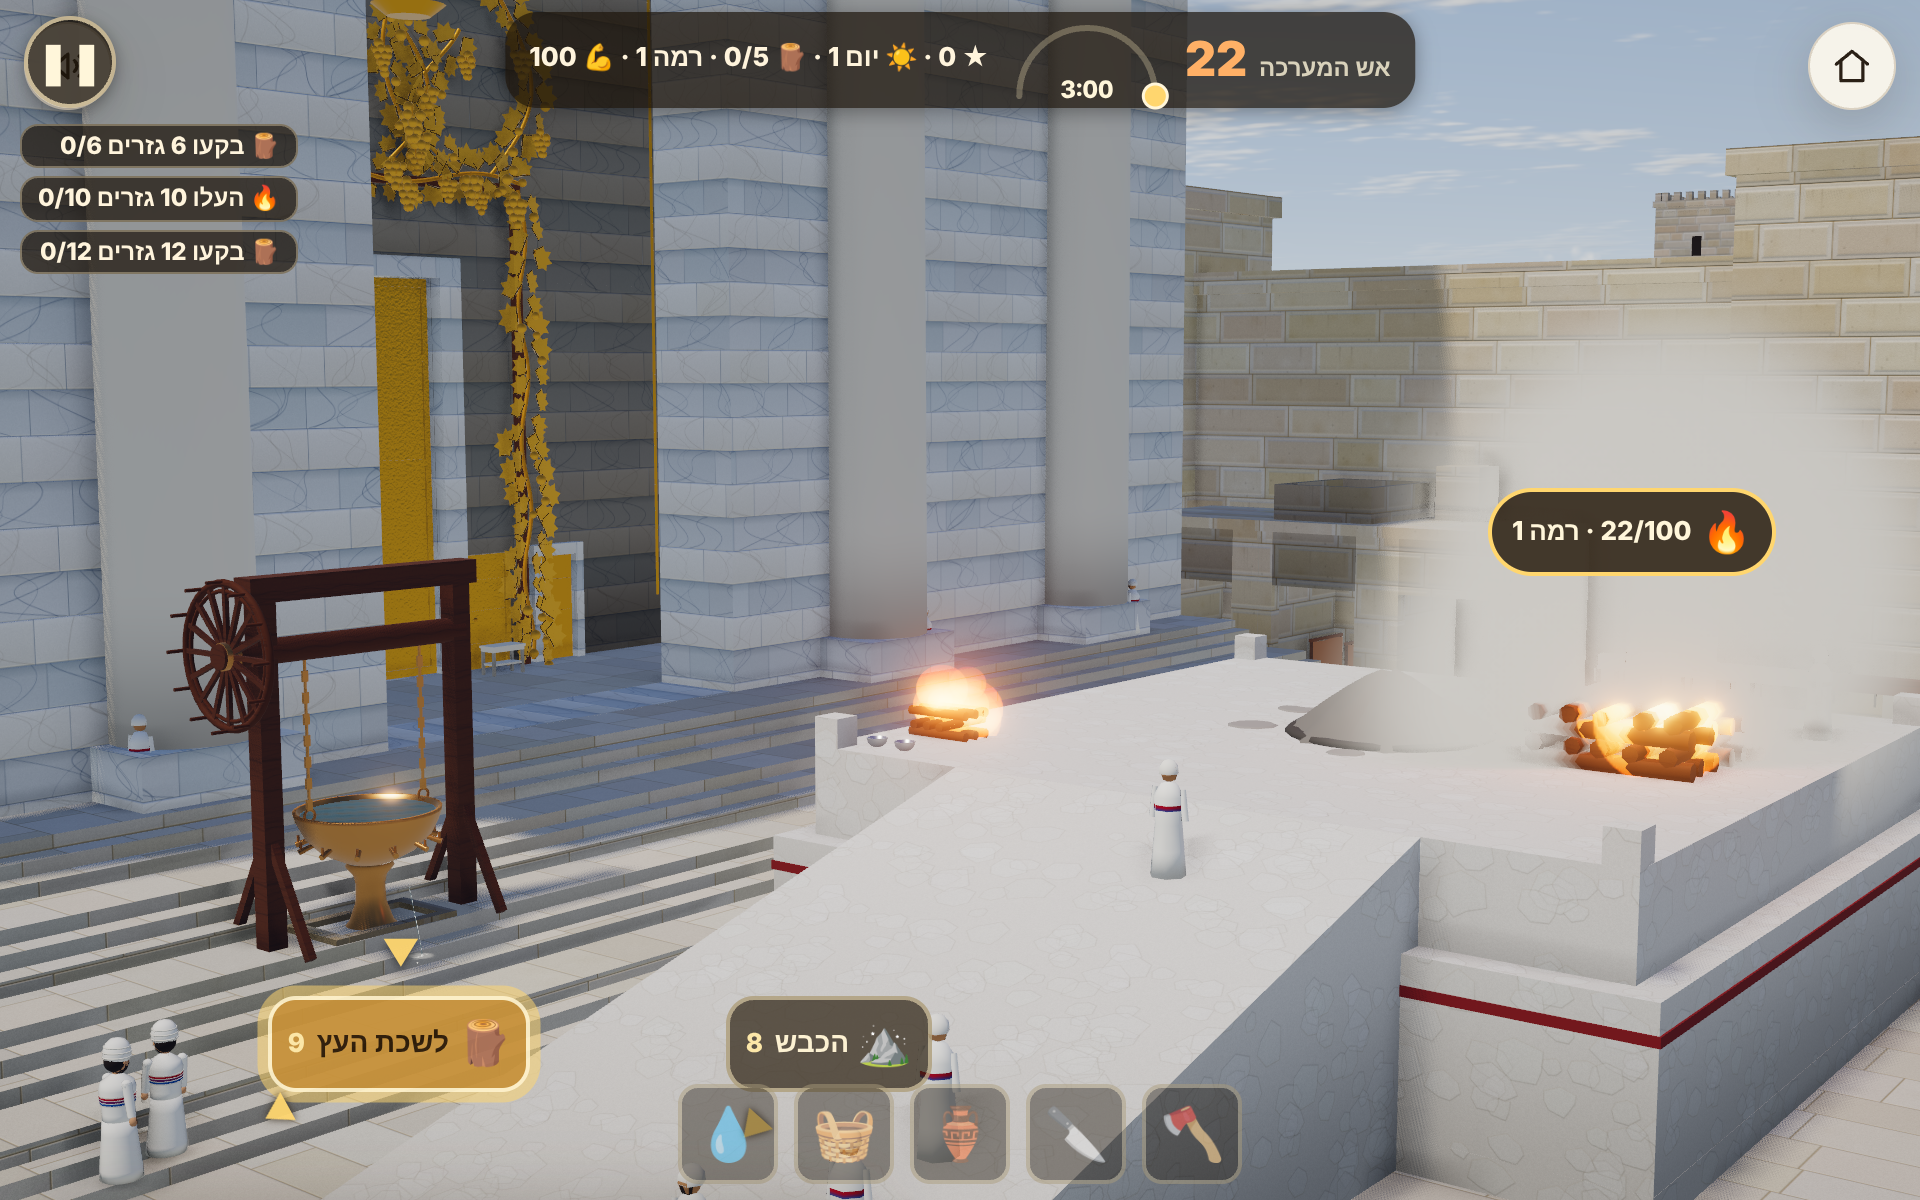 אש המערכה 22
3:00
★ 0 · ☀️ יום 1 · 🪵 0/5 · רמה 1 · 💪 100
🪵 בקעו 6 גזרים 0/6
🔥 העלו 10 גזרים 0/10
🪵 בקעו 12 גזרים 0/12
🔥 22/100 · רמה 1
הכבש 8
🪵 לשכת העץ 9